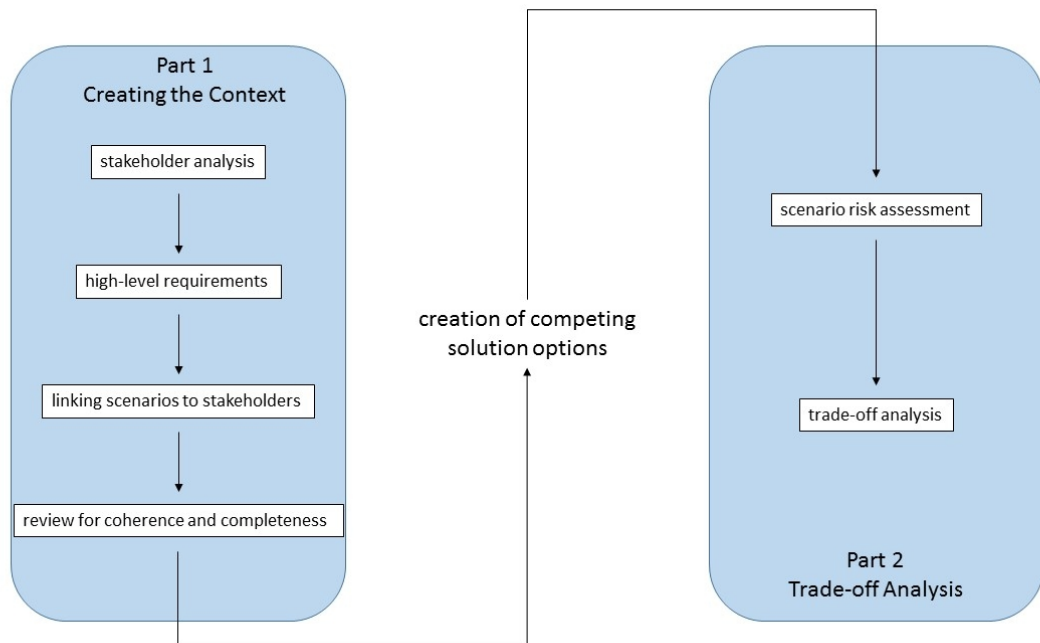 Part 1
Creating the Context
stakeholder analysis
high-level requirements
linking scenarios to stakeholders
review for coherence and completeness
creation of competing
solution options
scenario risk assessment
trade-off analysis
Part 2
Trade-off Analysis